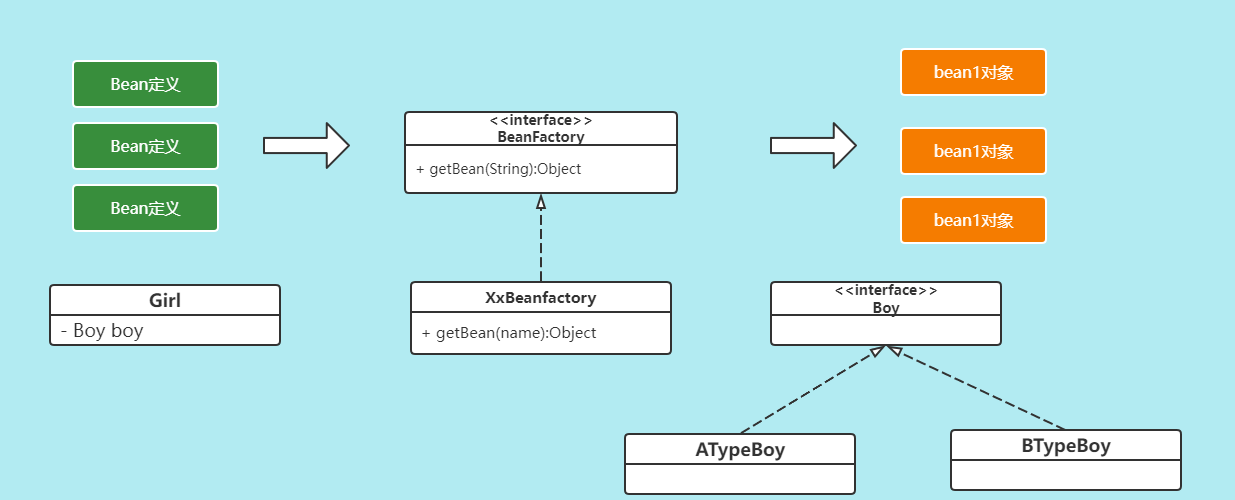 Bean定义
Bean定义
Bean定义
<<interface>>
BeanFactory
+ getBean(String):Object
bean1对象
bean1对象
bean1对象
Girl
- Boy boy
XxBeanfactory
+ getBean(name):Object
<<interface>>
Boy
ATypeBoy
BTypeBoy